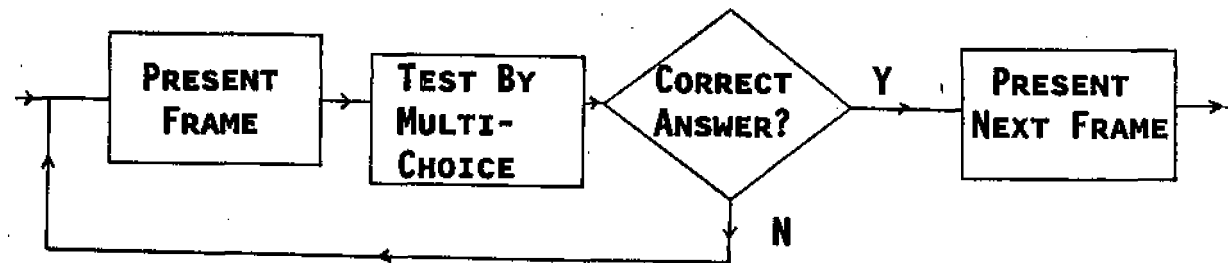 PRESENT
FRAME
TEST BY
MULTI-
CHOICE
CORRECT
ANSWER?
Y
N
PRESENT
NEXT FRAME